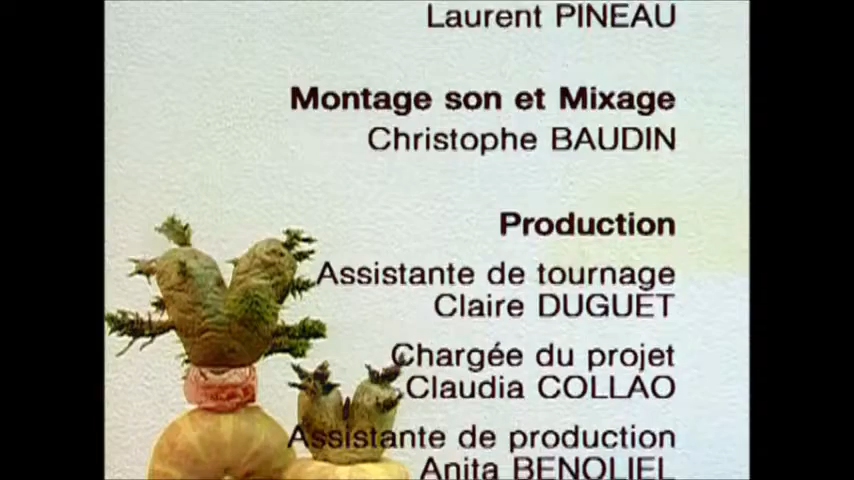 Laurent PINEAU
Montage son et Mixage
Christophe BAUDIN
Production
Assistante de tournage
Claire DUGUET
Chargée du projet
Claudia COLLAO
Assistante de production
Anita BENOLIEL